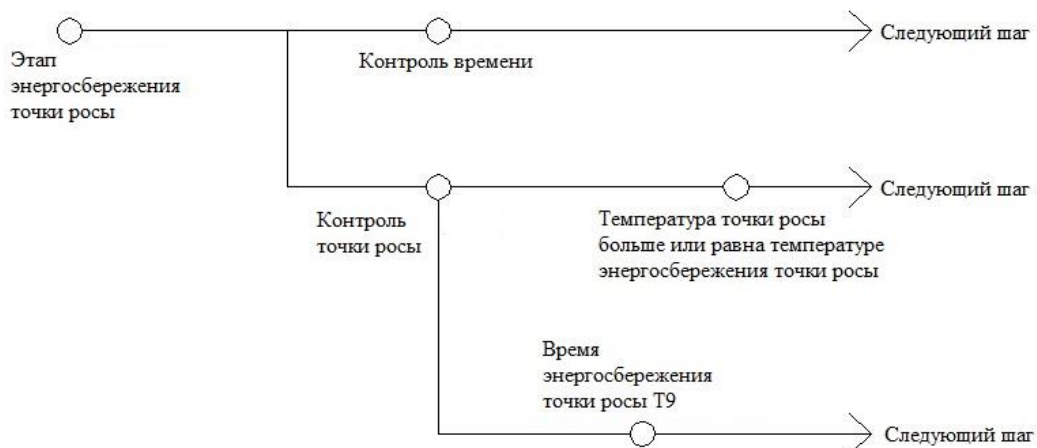 Следующий шаг
Этап
энергосбережения
точки росы
Контроль времени
Следующий шаг
Контроль
точки росы
Температура точки росы
больше или равна температуре
энергосбережения точки росы
Время
энергосбережения
точки росы Т9
Следующий шаг